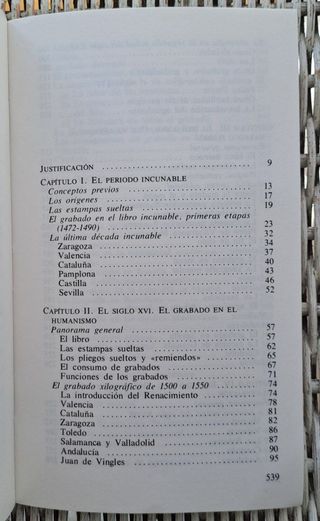 JUSTIFICACIÓN ........ 9
CAPÍTULO I. EL PERIODO INCUNABLE
Conceptos previos ........ 13
Los orígenes ........ 17
Las estampas sueltas ........ 19
El grabado en el libro incunable, primeras etapas
(1472-1490) ........ 23
La última década incunable ........ 32
Zaragoza ........ 34
Valencia ........ 37
Cataluña ........ 40
Pamplona ........ 43
Castilla ........ 46
Sevilla ........ 52
CAPÍTULO II. EL SIGLO XVI. EL GRABADO EN EL
HUMANISMO
Panorama general ........ 57
El libro ........ 57
Las estampas sueltas ........ 62
Los pliegos sueltos y «remiendos» ........ 65
El consumo de grabados ........ 67
Funciones de los grabados ........ 71
El grabado xilográfico de 1500 a 1550 ........ 74
La introducción del Renacimiento ........ 74
Valencia ........ 78
Cataluña ........ 81
Zaragoza ........ 82
Toledo ........ 86
Salamanca y Valladolid ........ 87
Andalucía ........ 90
Juan de Vingles ........ 95
539